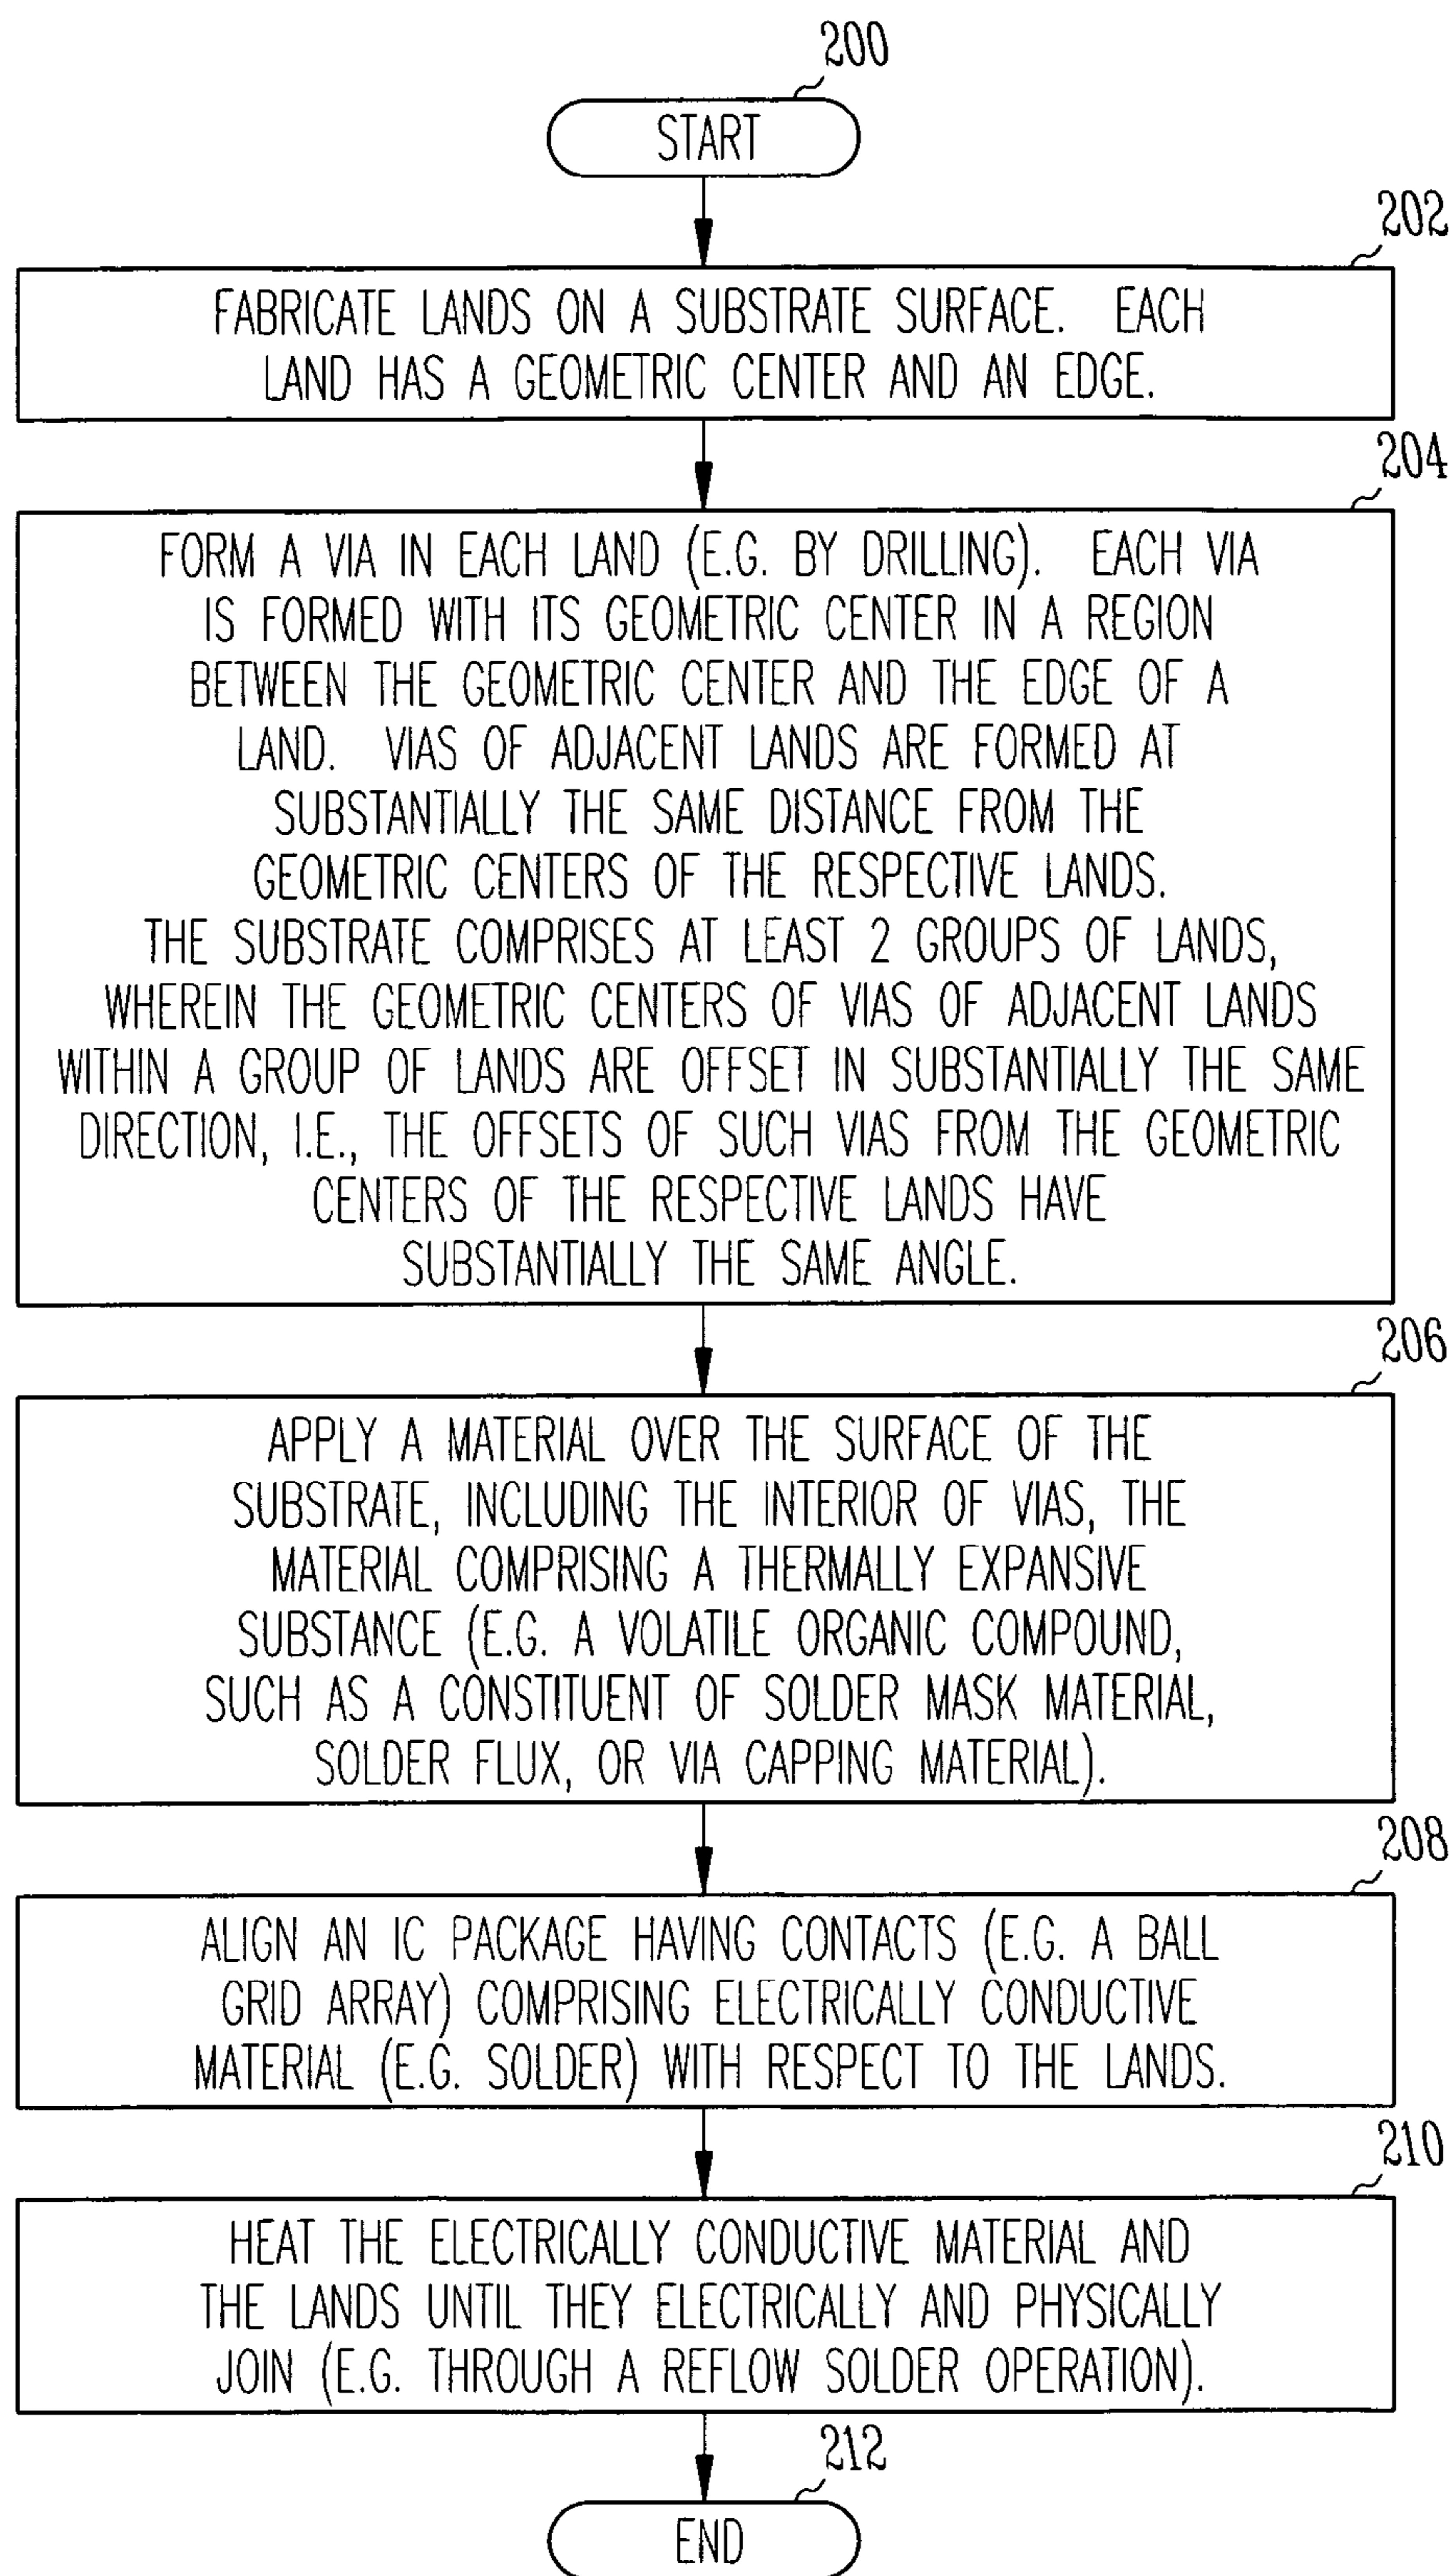 200
START
202
FABRICATE LANDS ON A SUBSTRATE SURFACE. EACH
LAND HAS A GEOMETRIC CENTER AND AN EDGE.
204
FORM A VIA IN EACH LAND (E.G. BY DRILLING). EACH VIA
IS FORMED WITH ITS GEOMETRIC CENTER IN A REGION
BETWEEN THE GEOMETRIC CENTER AND THE EDGE OF A
LAND. VIAS OF ADJACENT LANDS ARE FORMED AT
SUBSTANTIALLY THE SAME DISTANCE FROM THE
GEOMETRIC CENTERS OF THE RESPECTIVE LANDS.
THE SUBSTRATE COMPRISES AT LEAST 2 GROUPS OF LANDS,
WHEREIN THE GEOMETRIC CENTERS OF VIAS OF ADJACENT LANDS
WITHIN A GROUP OF LANDS ARE OFFSET IN SUBSTANTIALLY THE SAME
DIRECTION, I.E., THE OFFSETS OF SUCH VIAS FROM THE GEOMETRIC
CENTERS OF THE RESPECTIVE LANDS HAVE
SUBSTANTIALLY THE SAME ANGLE.
206
APPLY A MATERIAL OVER THE SURFACE OF THE
SUBSTRATE, INCLUDING THE INTERIOR OF VIAS, THE
MATERIAL COMPRISING A THERMALLY EXPANSIVE
SUBSTANCE (E.G. A VOLATILE ORGANIC COMPOUND,
SUCH AS A CONSTITUENT OF SOLDER MASK MATERIAL,
SOLDER FLUX, OR VIA CAPPING MATERIAL).
208
ALIGN AN IC PACKAGE HAVING CONTACTS (E.G. A BALL
GRID ARRAY) COMPRISING ELECTRICALLY CONDUCTIVE
MATERIAL (E.G. SOLDER) WITH RESPECT TO THE LANDS.
210
HEAT THE ELECTRICALLY CONDUCTIVE MATERIAL AND
THE LANDS UNTIL THEY ELECTRICALLY AND PHYSICALLY
JOIN (E.G. THROUGH A REFLOW SOLDER OPERATION).
212
END